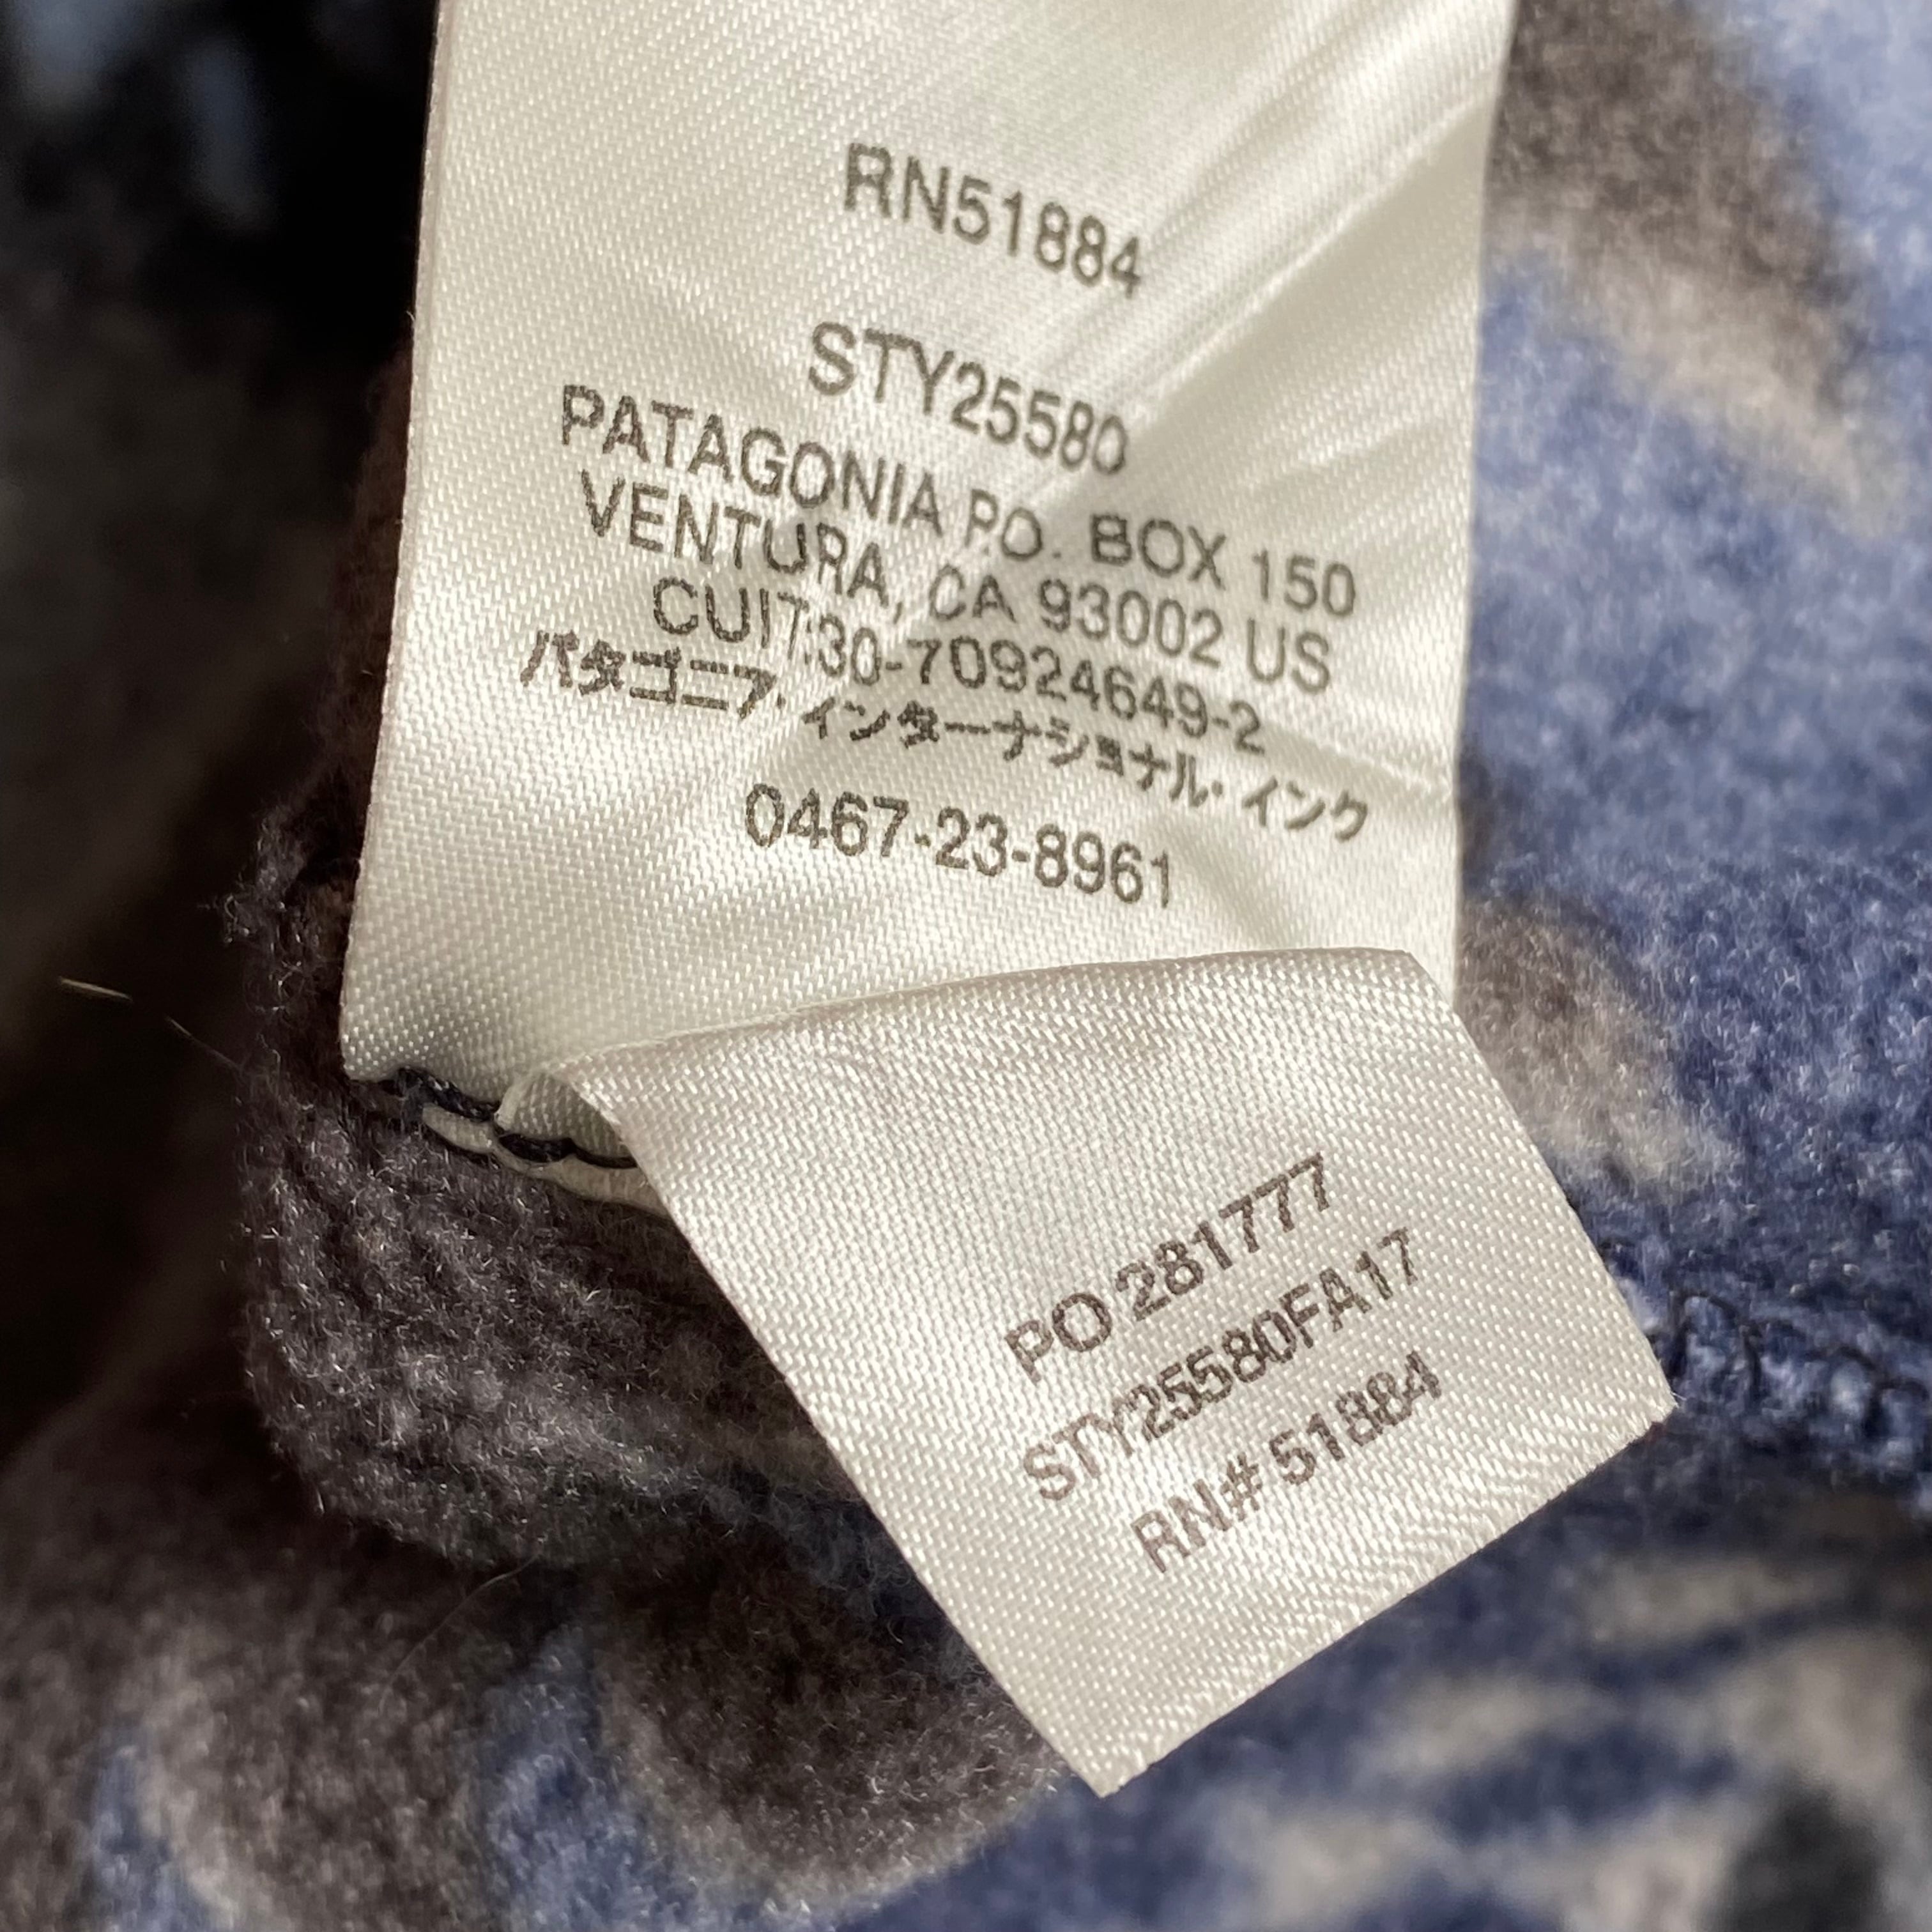 RN51884
STY25580
PATAGONIA P.O. BOX 150
VENTURA, CA 93002 US
CUIT:30-70924649-2
パタゴニア・インターナショナル・インク
0467-23-8961
PO 281777
STY25580FA17
RN# 51884